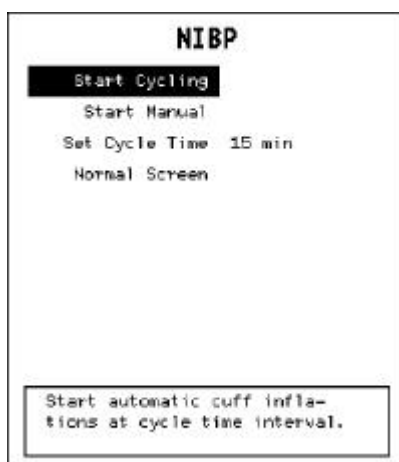 NIBP
Start Cycling
Start Manual
Set Cycle Time 15 min
Normal Screen
Start automatic cuff infla-
tions at cycle time interval.